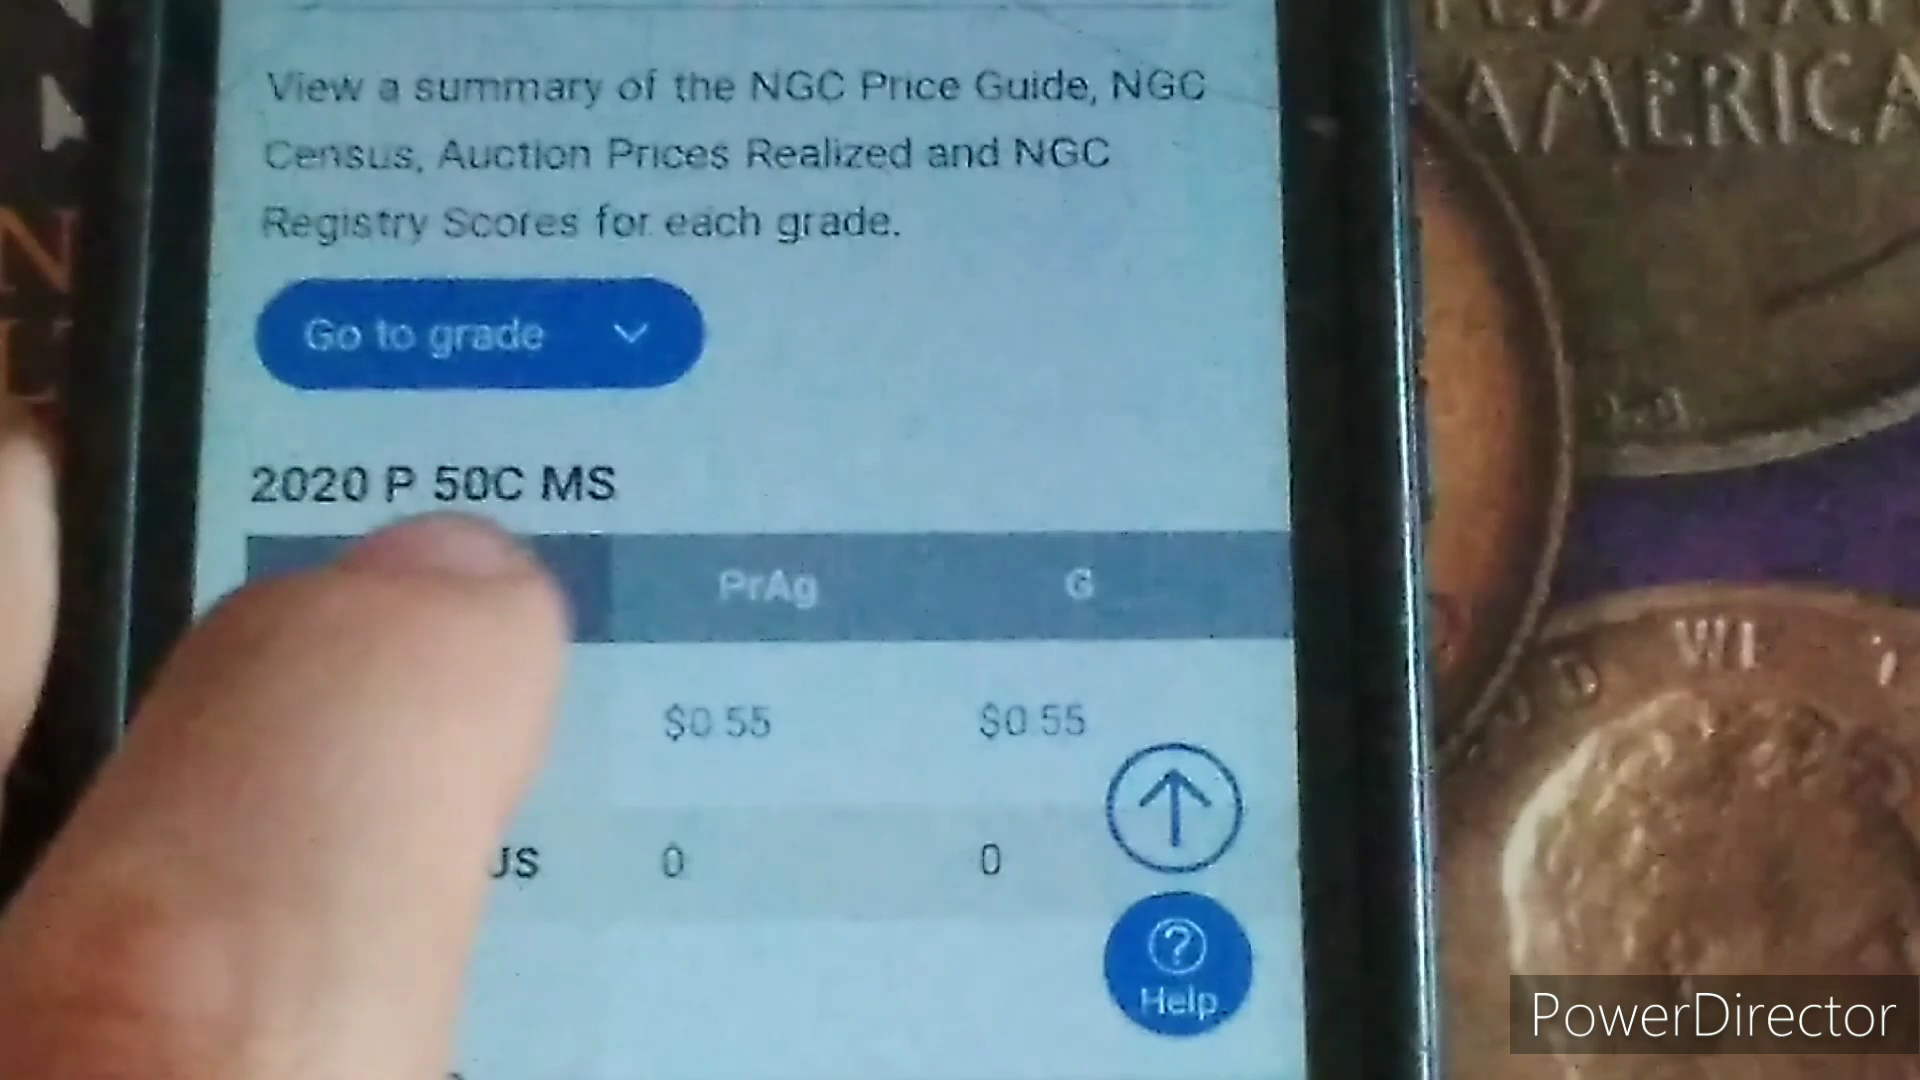 View a summary of the NGC Price Guide, NGC
Census, Auction Prices Realized and NGC
Registry Scores for each grade.
Go to grade
2020 P 50C MS
PrAg G
$0.55 $0.55
US 0 0
Help
AMERICA
PowerDirector